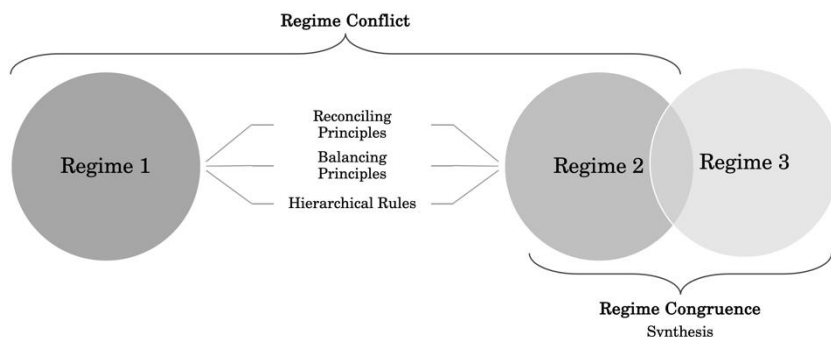 Regime Conflict
Regime 1
Reconciling
Principles
Balancing
Principles
Hierarchical Rules
Regime 2
Regime 3
Regime Congruence
Synthesis